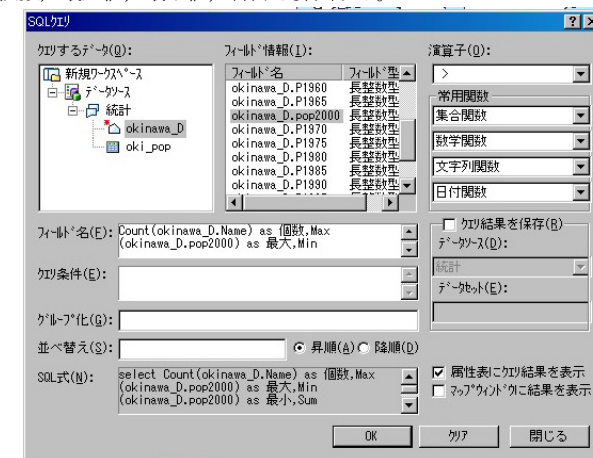 SQLクエリ
クエリするデータ(Q):
新規ワークスペース
データソース
統計
okinawa_D
oki_pop
フィールド情報(I):
フィールド名 フィールド型
okinawa_D.P1960 長整数型
okinawa_D.P1965 長整数型
okinawa_D.pop2000 長整数型
okinawa_D.P1970 長整数型
okinawa_D.P1975 長整数型
okinawa_D.P1980 長整数型
okinawa_D.P1985 長整数型
okinawa_D.P1990 長整数型
演算子(O):
>
常用関数
集合関数
数学関数
文字列関数
日付関数
フィールド名(F): Count(okinawa_D.Name) as 個数,Max
(okinawa_D.pop2000) as 最大,Min
クエリ条件(E):
グループ化(G):
並べ替え(S): 昇順(A) 降順(D)
SQL式(N): select Count(okinawa_D.Name) as 個数,Max
(okinawa_D.pop2000) as 最大,Min
(okinawa_D.pop2000) as 最小,Sum
クエリ結果を保存(R)
データソース(D):
統計
データセット(E):
属性表にクエリ結果を表示
マップウィンドウに結果を表示
OK クリア 閉じる